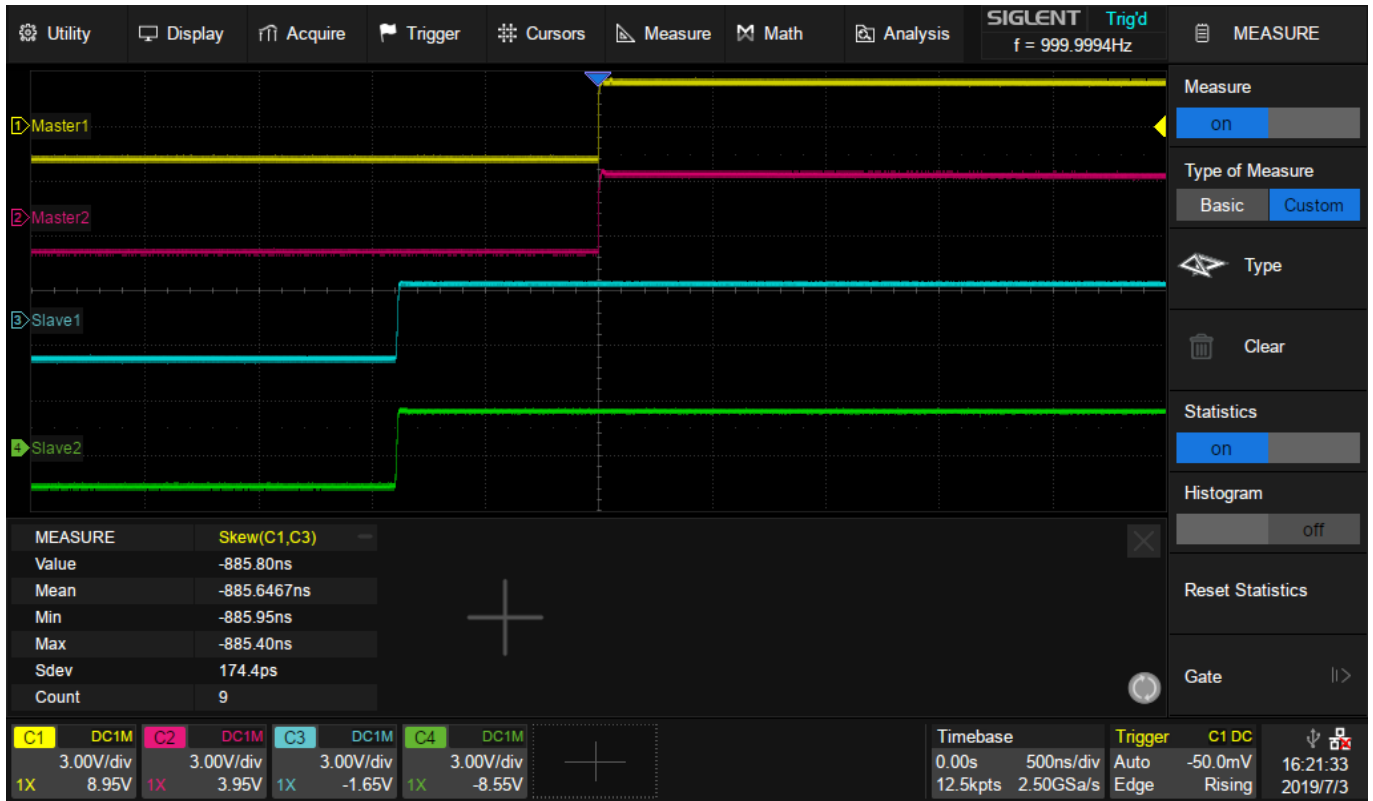 Utility Display Acquire Trigger Cursors Measure Math Analysis SIGLENT Trig'd MEASURE
f = 999.9994Hz
Measure
on
Type of Measure
Basic Custom
Type
Clear
Statistics
on
Histogram
off
Reset Statistics
Gate
1 Master1
2 Master2
3 Slave1
4 Slave2
MEASURE Skew(C1,C3)
Value -885.80ns
Mean -885.6467ns
Min -885.95ns
Max -885.40ns
Sdev 174.4ps
Count 9
C1 DC1M C2 DC1M C3 DC1M C4 DC1M Timebase Trigger C1 DC
3.00V/div 3.00V/div 3.00V/div 3.00V/div 0.00s 500ns/div Auto -50.0mV 16:21:33
1X 8.95V 1X 3.95V 1X -1.65V 1X -8.55V 12.5kpts 2.50GSa/s Edge Rising 2019/7/3